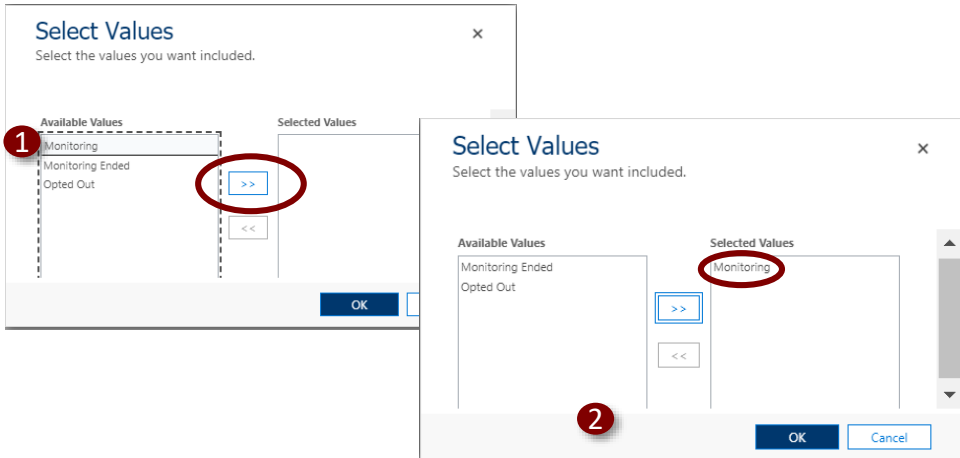 Select Values
×
Select the values you want included.
Available Values
Selected Values
1
Monitoring
Monitoring Ended
Opted Out
>>
<<
OK
Select Values
×
Select the values you want included.
Available Values
Selected Values
Monitoring Ended
Opted Out
>>
<<
Monitoring
2
OK
Cancel